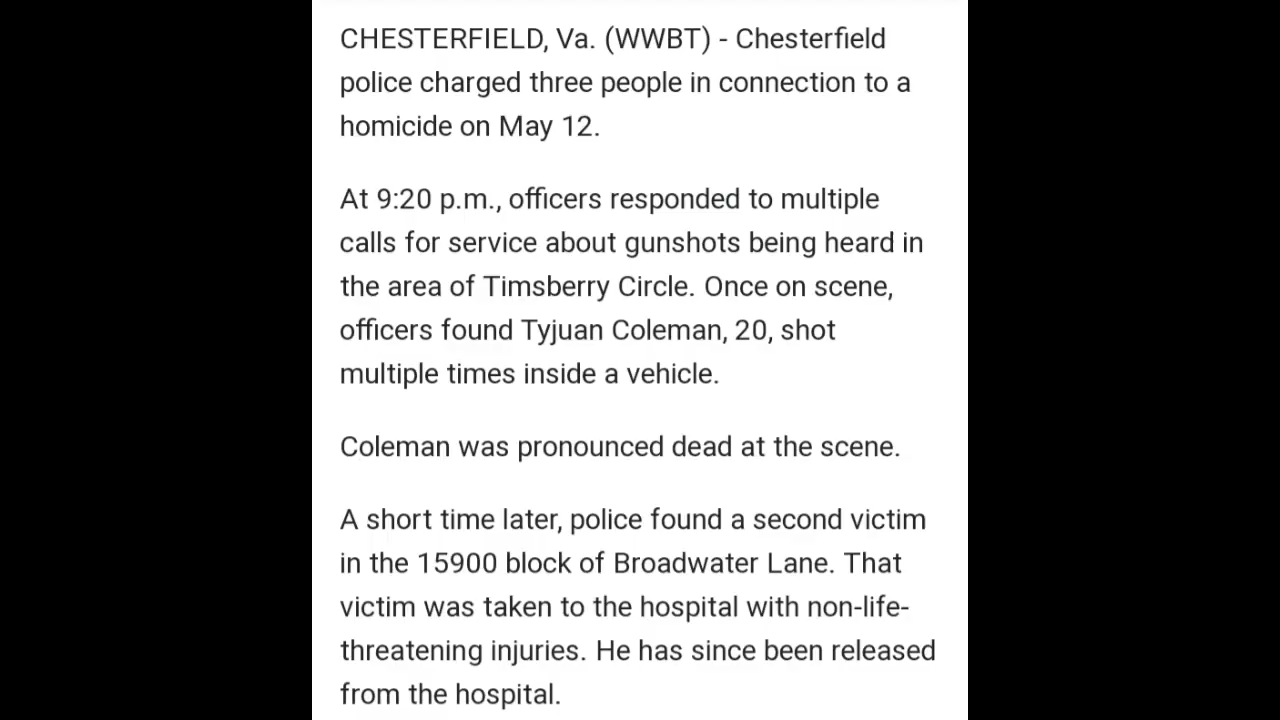 CHESTERFIELD, Va. (WWBT) - Chesterfield
police charged three people in connection to a
homicide on May 12.
At 9:20 p.m., officers responded to multiple
calls for service about gunshots being heard in
the area of Timsberry Circle. Once on scene,
officers found Tyjuan Coleman, 20, shot
multiple times inside a vehicle.
Coleman was pronounced dead at the scene.
A short time later, police found a second victim
in the 15900 block of Broadwater Lane. That
victim was taken to the hospital with non-life-
threatening injuries. He has since been released
from the hospital.